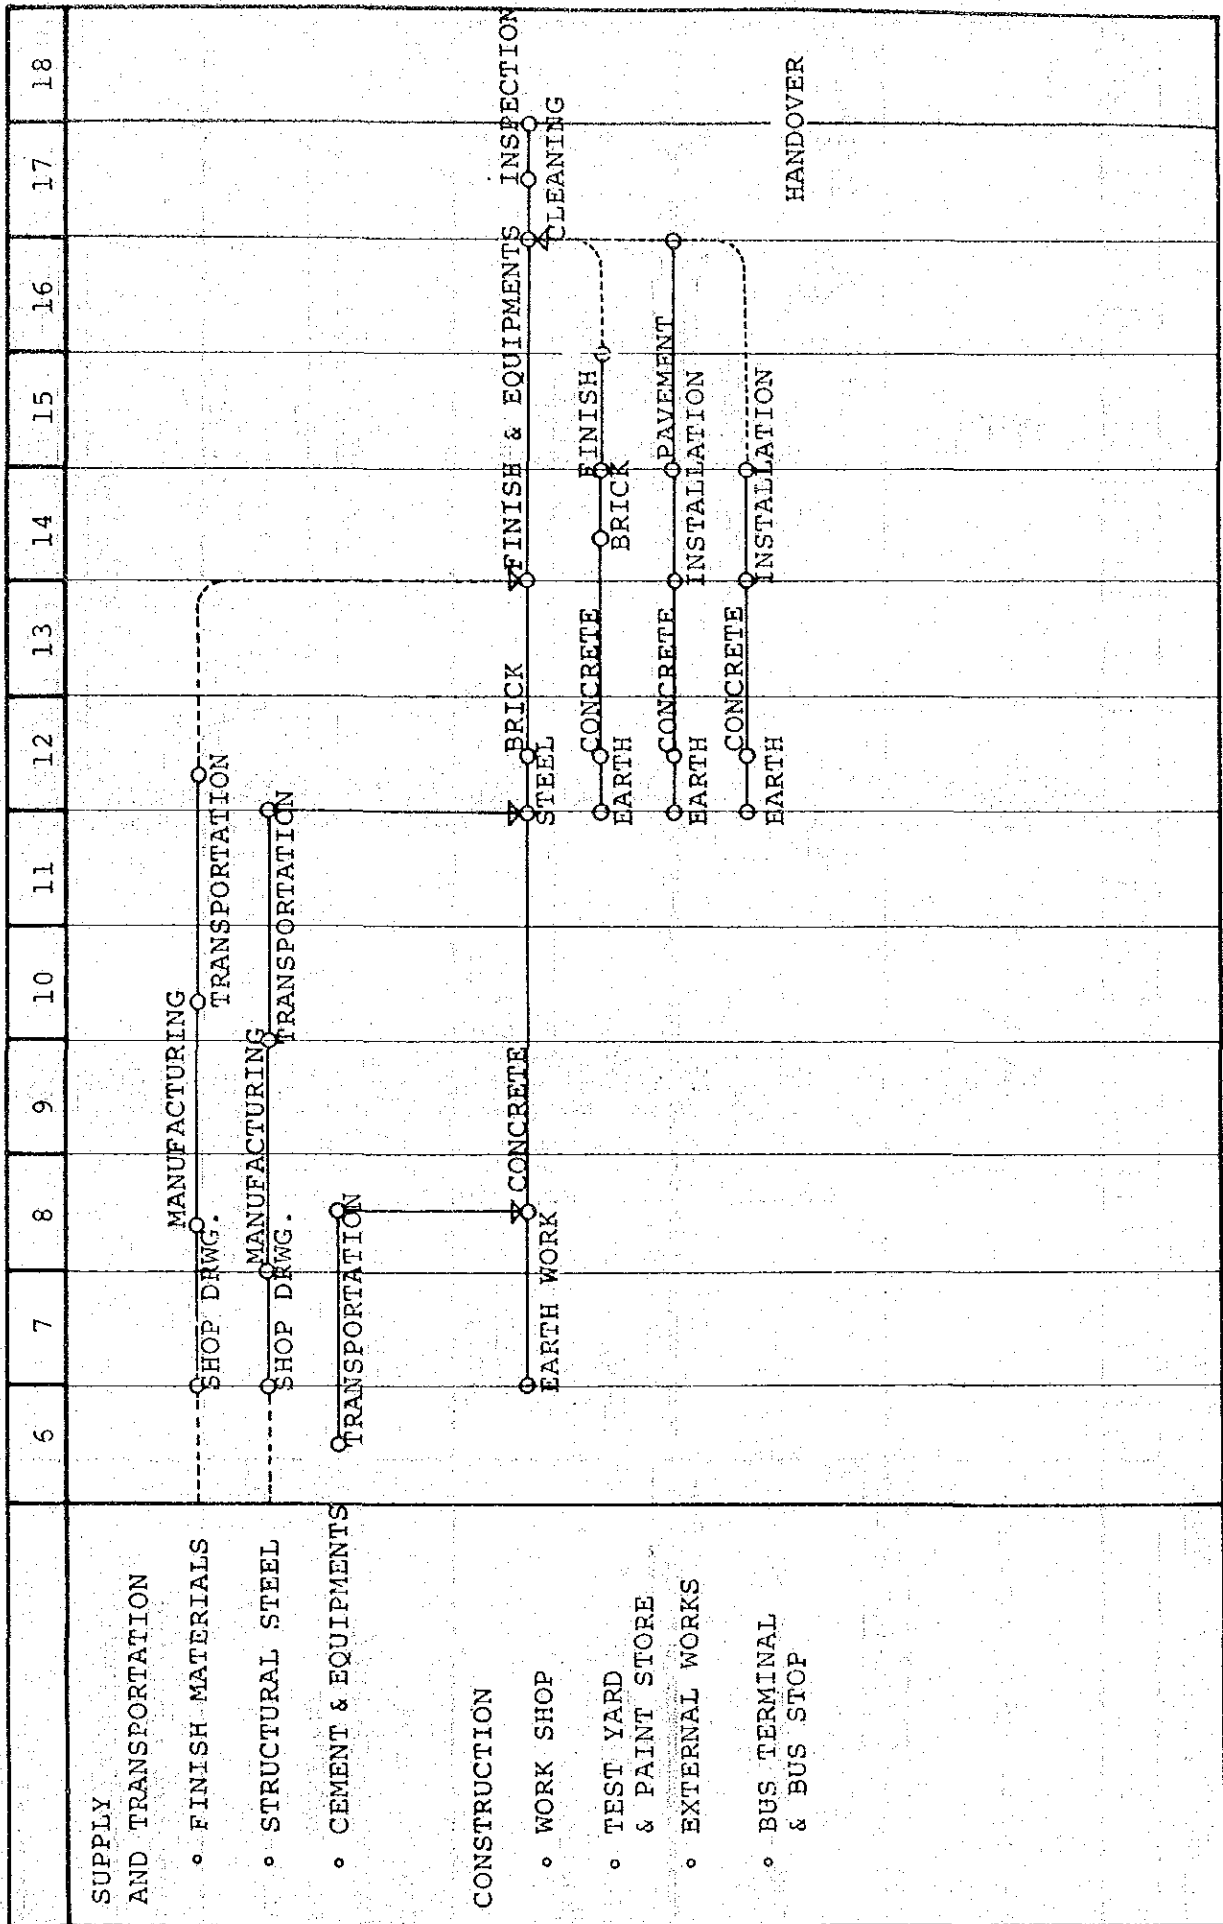 6 7 8 9 10 11 12 13 14 15 16 17 18
SUPPLY
AND TRANSPORTATION
° FINISH MATERIALS
SHOP DRWG. MANUFACTURING TRANSPORTATION
° STRUCTURAL STEEL
SHOP DRWG. MANUFACTURING TRANSPORTATION
° CEMENT & EQUIPMENTS
TRANSPORTATION
CONSTRUCTION
° WORK SHOP
EARTH WORK CONCRETE STEEL BRICK FINISH & EQUIPMENTS CLEANING INSPECTION
° TEST YARD
& PAINT STORE
EARTH CONCRETE BRICK FINISH
° EXTERNAL WORKS
EARTH CONCRETE INSTALLATION PAVEMENT
° BUS TERMINAL
& BUS STOP
EARTH CONCRETE INSTALLATION
HANDOVER